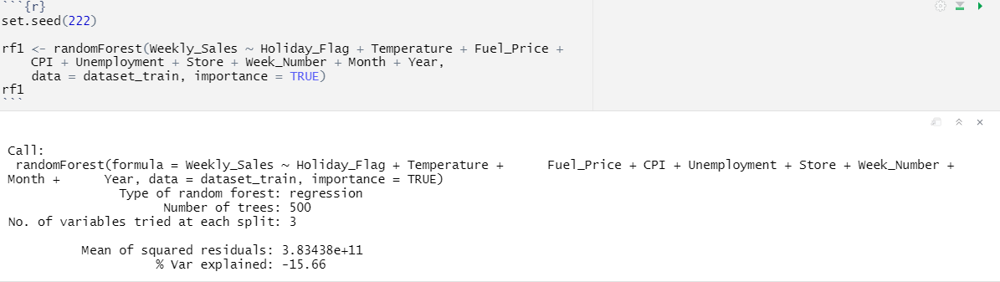 ```{r}
set.seed(222)
rf1 <- randomForest(Weekly_Sales ~ Holiday_Flag + Temperature + Fuel_Price +
    CPI + Unemployment + Store + Week_Number + Month + Year,
    data = dataset_train, importance = TRUE)
rf1
```
Call:
 randomForest(formula = Weekly_Sales ~ Holiday_Flag + Temperature +      Fuel_Price + CPI + Unemployment + Store + Week_Number +
Month +      Year, data = dataset_train, importance = TRUE)
               Type of random forest: regression
                     Number of trees: 500
No. of variables tried at each split: 3
          Mean of squared residuals: 3.83438e+11
                    % Var explained: -15.66